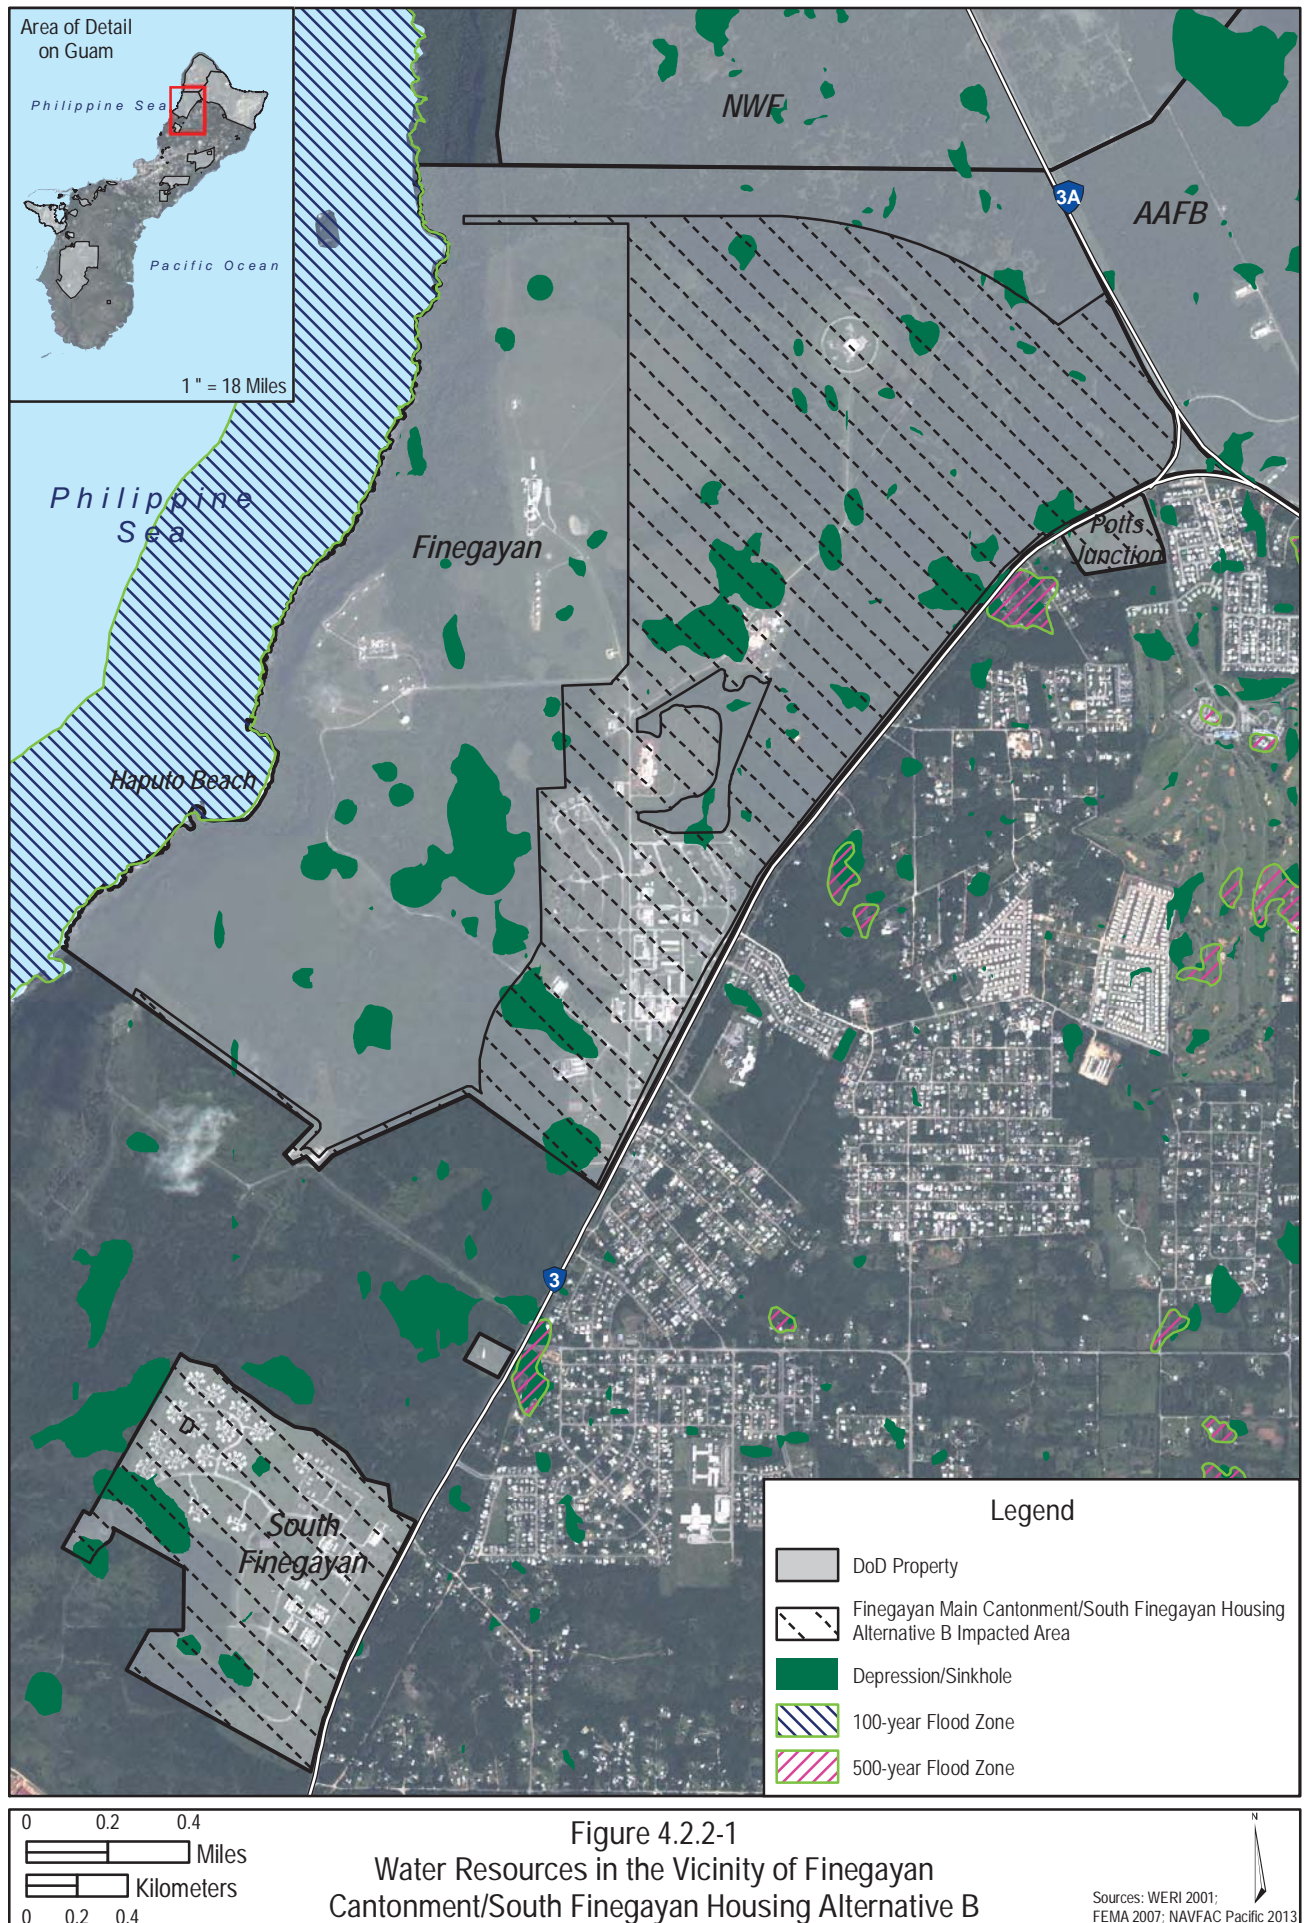 Area of Detail
on Guam
Philippine Sea
Pacific Ocean
1 " = 18 Miles
NWF
3A
AAFB
Philippine
Sea
Finegayan
Potts
Junction
Haputo Beach
3
South
Finegayan
Legend
DoD Property
Finegayan Main Cantonment/South Finegayan Housing
Alternative B Impacted Area
Depression/Sinkhole
100-year Flood Zone
500-year Flood Zone
0 0.2 0.4
Miles
Kilometers
0 0.2 0.4
Figure 4.2.2-1
Water Resources in the Vicinity of Finegayan
Cantonment/South Finegayan Housing Alternative B
N
Sources: WERI 2001;
FEMA 2007; NAVFAC Pacific 2013